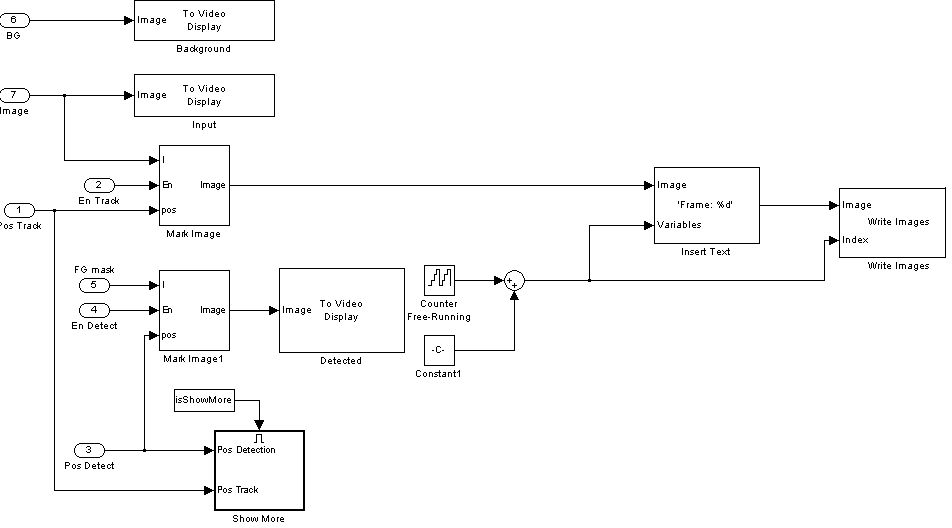 6
BG
Image
To Video
Display
Background
7
Image
Image
To Video
Display
Input
I
2
En Track
En
Image
1
Pos Track
pos
Mark Image
Image
'Frame: %d'
Variables
Insert Text
Image
Write Images
Index
Write Images
FG mask
5
I
4
En Detect
En
Image
pos
Mark Image1
Image
To Video
Display
Detected
Counter
Free-Running
+
+
-C-
Constant1
isShowMore
3
Pos Detect
Pos Detection
Pos Track
Show More